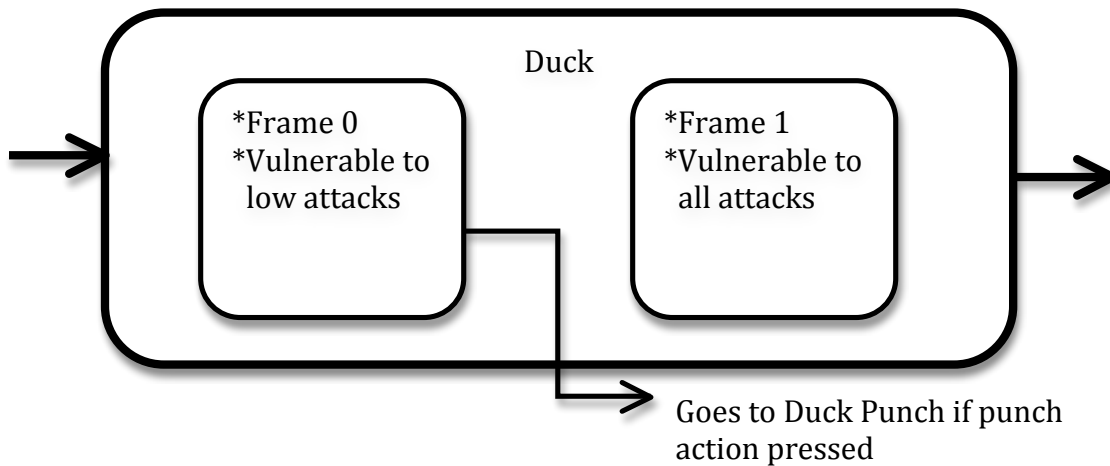 Duck
*Frame 0
*Vulnerable to
low attacks
*Frame 1
*Vulnerable to
all attacks
Goes to Duck Punch if punch
action pressed